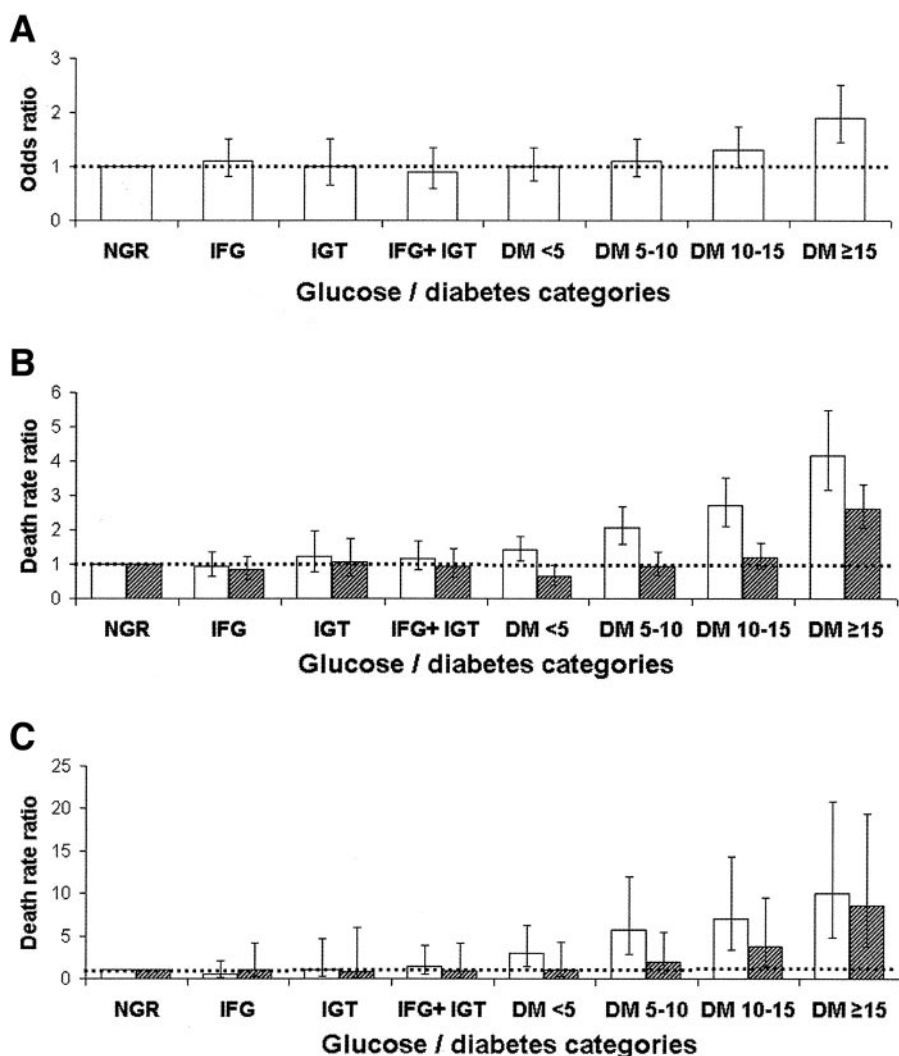 A
3
2
1
0
Odds ratio
NGR IFG IGT IFG+ IGT DM <5 DM 5-10 DM 10-15 DM ≥15
Glucose / diabetes categories
B
6
5
4
3
2
1
0
Death rate ratio
NGR IFG IGT IFG+ IGT DM <5 DM 5-10 DM 10-15 DM ≥15
Glucose / diabetes categories
C
25
20
15
10
5
0
Death rate ratio
NGR IFG IGT IFG+ IGT DM <5 DM 5-10 DM 10-15 DM ≥15
Glucose / diabetes categories